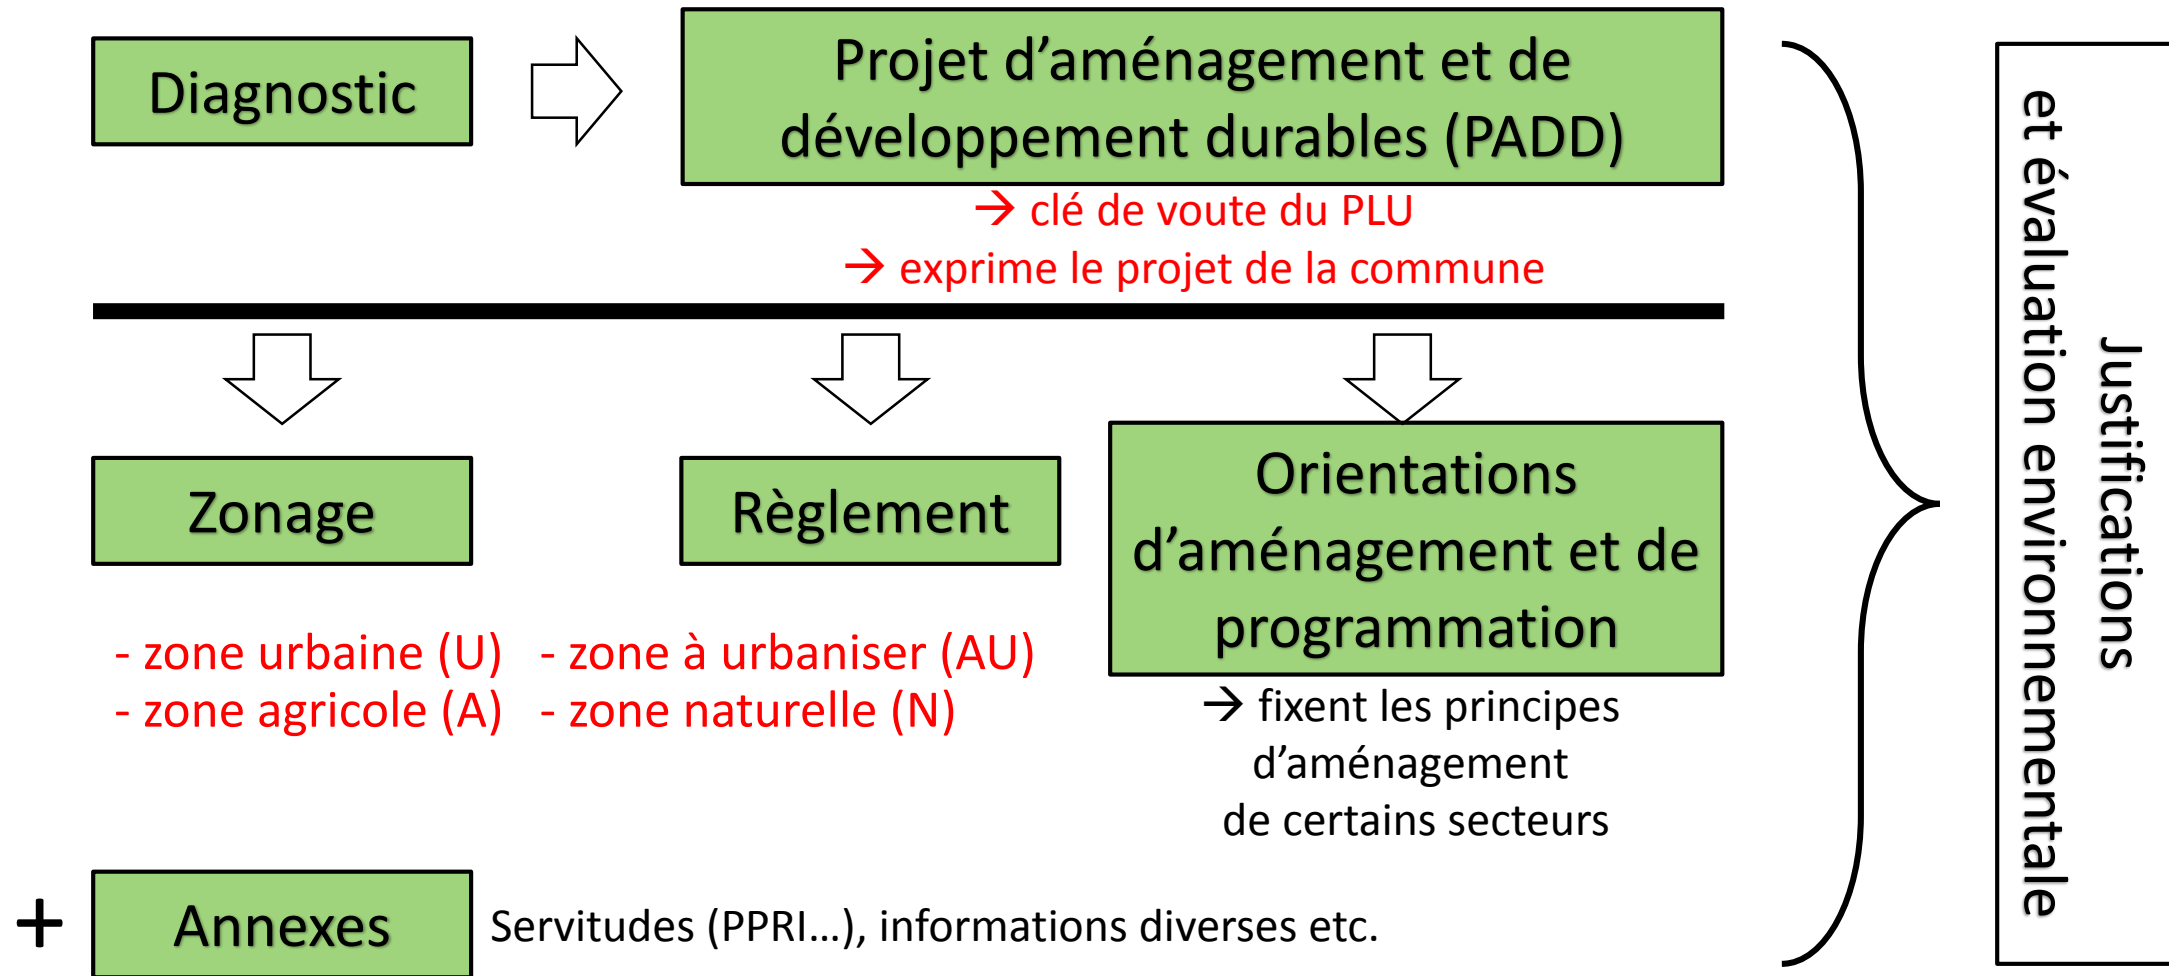 Diagnostic
Projet d’aménagement et de
développement durables (PADD)
→ clé de voute du PLU
→ exprime le projet de la commune
Zonage
Règlement
Orientations
d’aménagement et de
programmation
- zone urbaine (U) - zone à urbaniser (AU)
- zone agricole (A) - zone naturelle (N)
→ fixent les principes
d’aménagement
de certains secteurs
+ Annexes
Servitudes (PPRI…), informations diverses etc.
Justifications
et évaluation environnementale